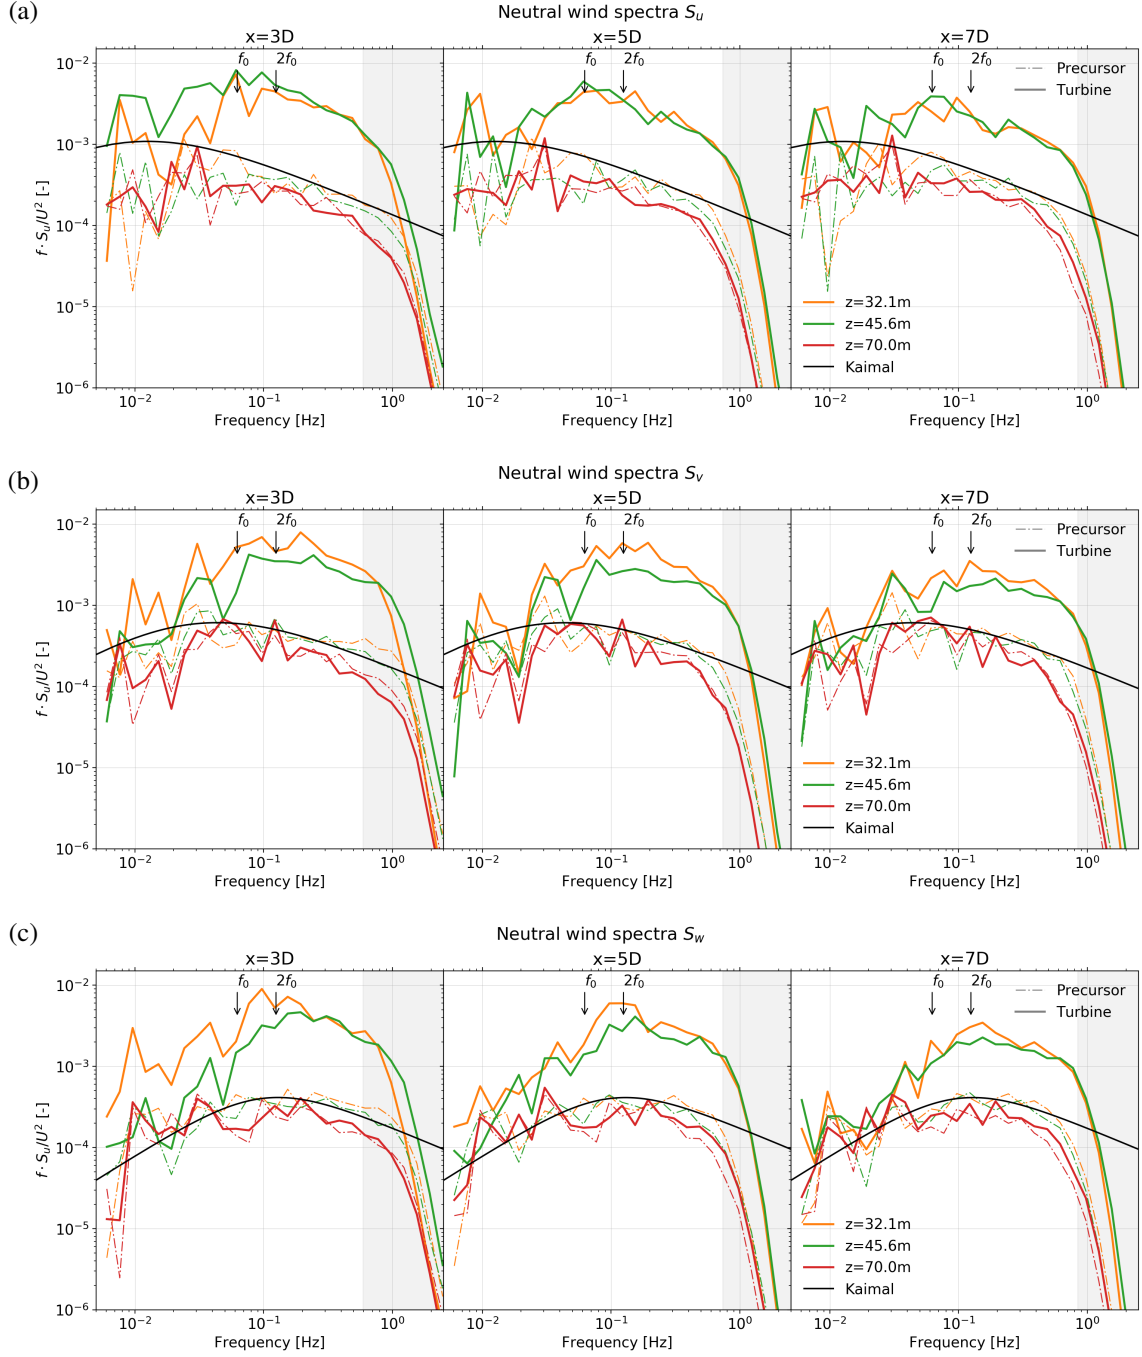 (a)
Neutral wind spectra S_u
x=3D x=5D x=7D
f_0 2f_0 f_0 2f_0 f_0 2f_0
Precursor
Turbine
10^{-2}
10^{-3}
10^{-4}
10^{-5}
10^{-6}
f · S_u/U^2 [-]
z=32.1m
z=45.6m
z=70.0m
Kaimal
10^{-2} 10^{-1} 10^0 10^{-2} 10^{-1} 10^0 10^{-2} 10^{-1} 10^0
Frequency [Hz] Frequency [Hz] Frequency [Hz]
(b)
Neutral wind spectra S_v
x=3D x=5D x=7D
f_0 2f_0 f_0 2f_0 f_0 2f_0
Precursor
Turbine
10^{-2}
10^{-3}
10^{-4}
10^{-5}
10^{-6}
f · S_u/U^2 [-]
z=32.1m
z=45.6m
z=70.0m
Kaimal
10^{-2} 10^{-1} 10^0 10^{-2} 10^{-1} 10^0 10^{-2} 10^{-1} 10^0
Frequency [Hz] Frequency [Hz] Frequency [Hz]
(c)
Neutral wind spectra S_w
x=3D x=5D x=7D
f_0 2f_0 f_0 2f_0 f_0 2f_0
Precursor
Turbine
10^{-2}
10^{-3}
10^{-4}
10^{-5}
10^{-6}
f · S_u/U^2 [-]
z=32.1m
z=45.6m
z=70.0m
Kaimal
10^{-2} 10^{-1} 10^0 10^{-2} 10^{-1} 10^0 10^{-2} 10^{-1} 10^0
Frequency [Hz] Frequency [Hz] Frequency [Hz]